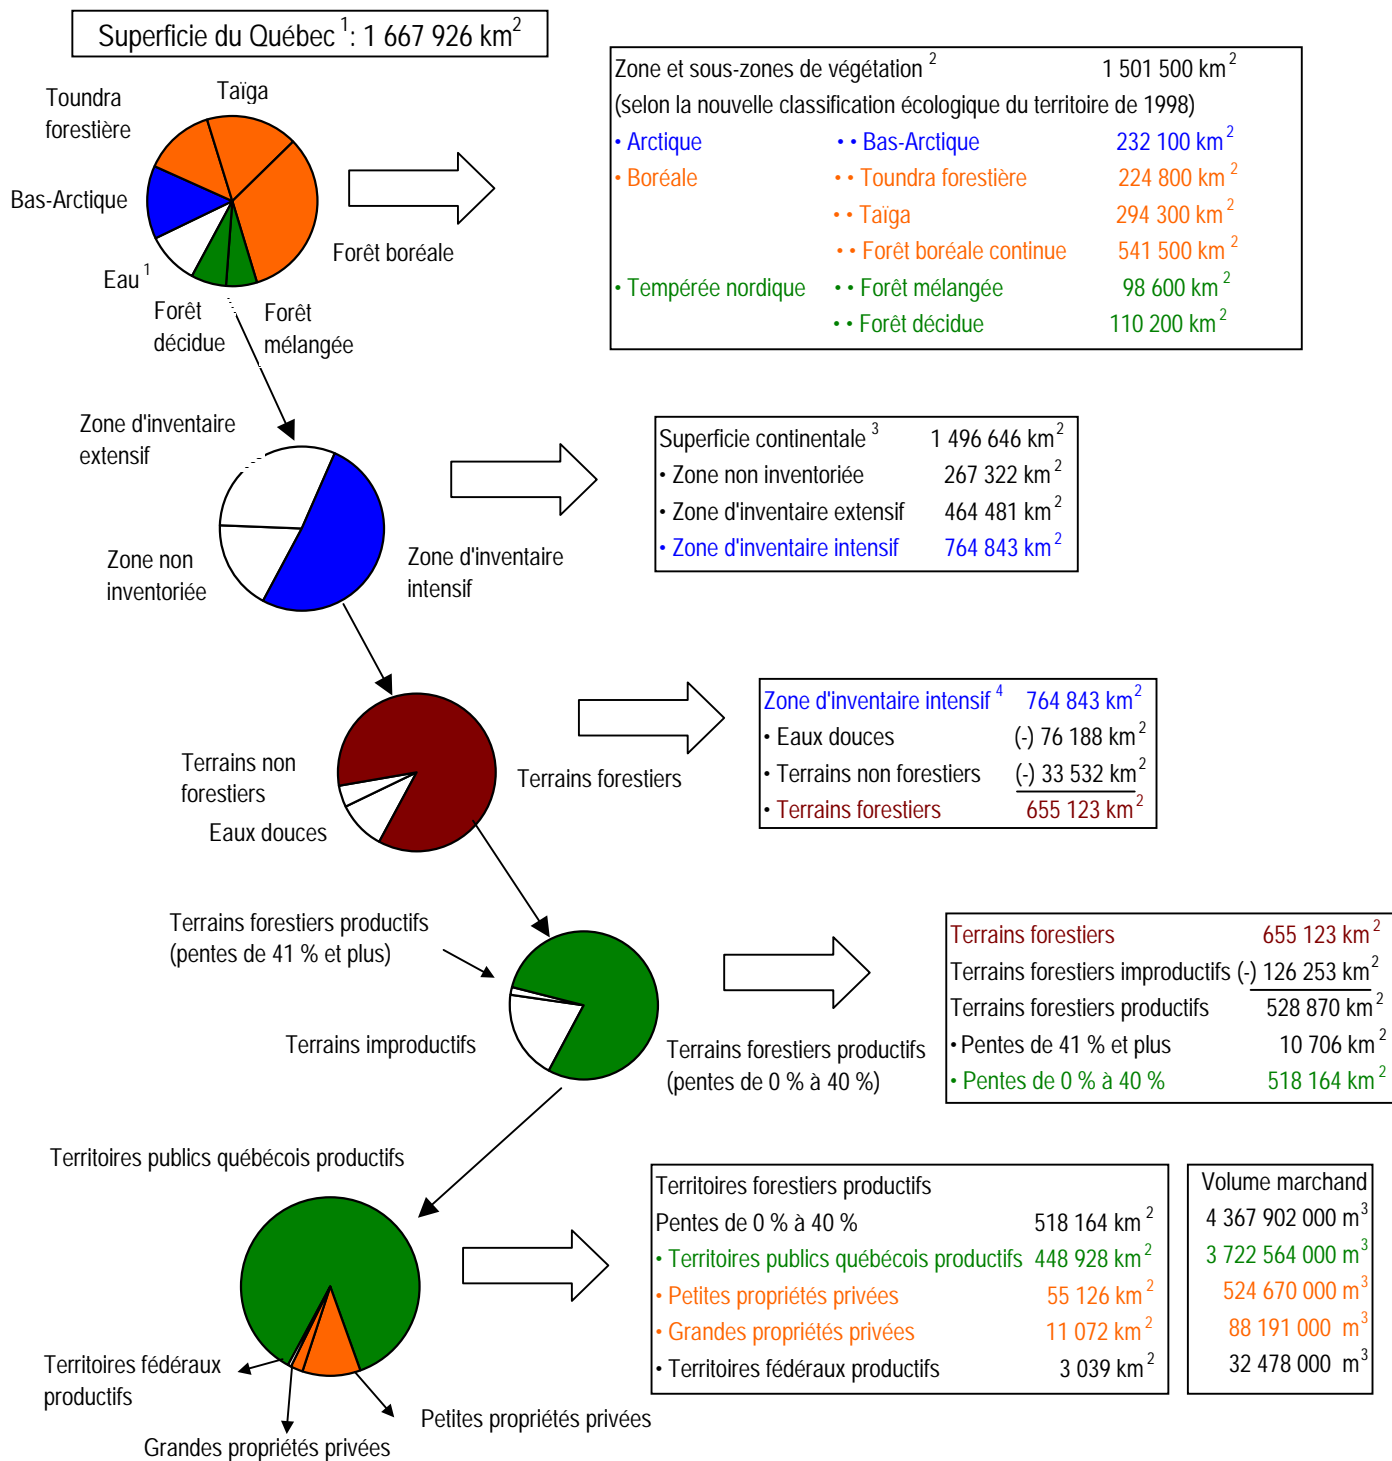 Superficie du Québec ¹: 1 667 926 km²
Taïga
Toundra
forestière
Bas-Arctique
Eau ¹
Forêt
décidue
Forêt
mélangée
Forêt boréale
Zone et sous-zones de végétation ² 1 501 500 km²
(selon la nouvelle classification écologique du territoire de 1998)
• Arctique •• Bas-Arctique 232 100 km²
• Boréale •• Toundra forestière 224 800 km²
•• Taïga 294 300 km²
•• Forêt boréale continue 541 500 km²
• Tempérée nordique •• Forêt mélangée 98 600 km²
•• Forêt décidue 110 200 km²
Zone d'inventaire
extensif
Zone non
inventoriée
Zone d'inventaire
intensif
Superficie continentale ³ 1 496 646 km²
• Zone non inventoriée 267 322 km²
• Zone d'inventaire extensif 464 481 km²
• Zone d'inventaire intensif 764 843 km²
Terrains non
forestiers
Eaux douces
Terrains forestiers
Zone d'inventaire intensif ⁴ 764 843 km²
• Eaux douces (-) 76 188 km²
• Terrains non forestiers (-) 33 532 km²
• Terrains forestiers 655 123 km²
Terrains forestiers productifs
(pentes de 41 % et plus)
Terrains improductifs
Terrains forestiers productifs
(pentes de 0 % à 40 %)
Terrains forestiers 655 123 km²
Terrains forestiers improductifs (-) 126 253 km²
Terrains forestiers productifs 528 870 km²
• Pentes de 41 % et plus 10 706 km²
• Pentes de 0 % à 40 % 518 164 km²
Territoires publics québécois productifs
Territoires fédéraux
productifs
Grandes propriétés privées
Petites propriétés privées
Territoires forestiers productifs
Pentes de 0 % à 40 % 518 164 km²
• Territoires publics québécois productifs 448 928 km²
• Petites propriétés privées 55 126 km²
• Grandes propriétés privées 11 072 km²
• Territoires fédéraux productifs 3 039 km²
Volume marchand
4 367 902 000 m³
3 722 564 000 m³
524 670 000 m³
88 191 000 m³
32 478 000 m³